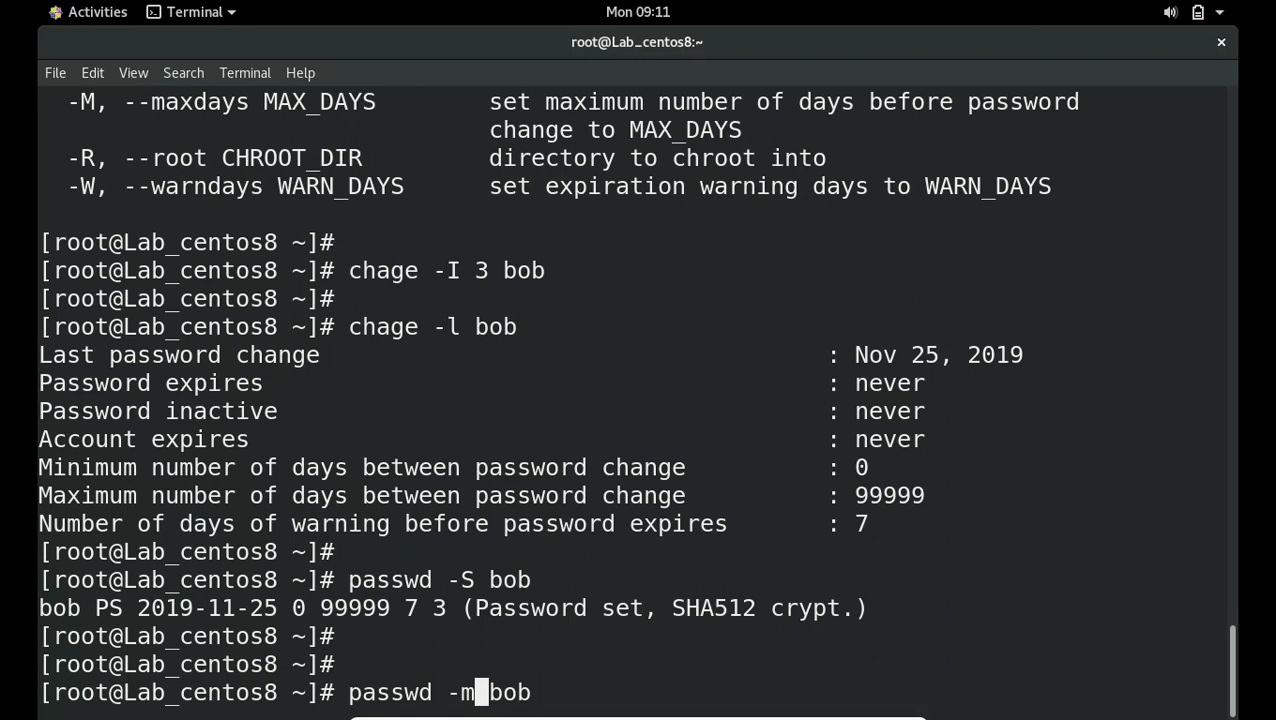 Activities Terminal Mon 09:11
root@Lab_centos8:~ ×
File Edit View Search Terminal Help
-M, --maxdays MAX_DAYS set maximum number of days before password
change to MAX_DAYS
-R, --root CHROOT_DIR directory to chroot into
-W, --warndays WARN_DAYS set expiration warning days to WARN_DAYS
[root@Lab_centos8 ~]#
[root@Lab_centos8 ~]# chage -I 3 bob
[root@Lab_centos8 ~]#
[root@Lab_centos8 ~]# chage -l bob
Last password change : Nov 25, 2019
Password expires : never
Password inactive : never
Account expires : never
Minimum number of days between password change : 0
Maximum number of days between password change : 99999
Number of days of warning before password expires : 7
[root@Lab_centos8 ~]#
[root@Lab_centos8 ~]# passwd -S bob
bob PS 2019-11-25 0 99999 7 3 (Password set, SHA512 crypt.)
[root@Lab_centos8 ~]#
[root@Lab_centos8 ~]#
[root@Lab_centos8 ~]# passwd -m bob